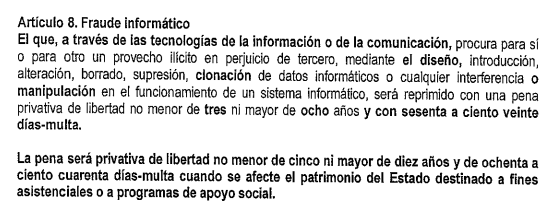 Artículo 8. Fraude informático
El que, a través de las tecnologías de la información o de la comunicación, procura para sí
o para otro un provecho ilícito en perjuicio de tercero, mediante el diseño, introducción,
alteración, borrado, supresión, clonación de datos informáticos o cualquier interferencia o
manipulación en el funcionamiento de un sistema informático, será reprimido con una pena
privativa de libertad no menor de tres ni mayor de ocho años y con sesenta a ciento veinte
días-multa.
La pena será privativa de libertad no menor de cinco ni mayor de diez años y de ochenta a
ciento cuarenta días-multa cuando se afecte el patrimonio del Estado destinado a fines
asistenciales o a programas de apoyo social.